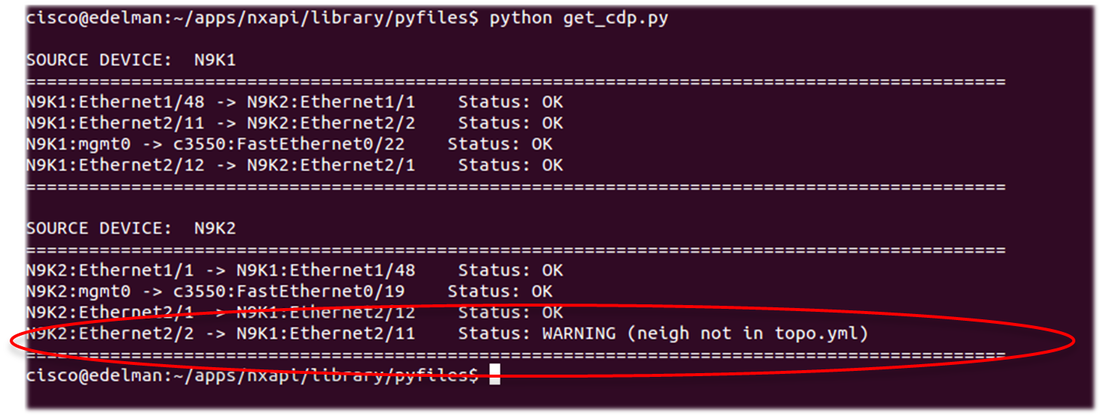 cisco@edelman:~/apps/nxapi/library/pyfiles$ python get_cdp.py
SOURCE DEVICE:  N9K1
=============================================================================================
N9K1:Ethernet1/48 -> N9K2:Ethernet1/1    Status: OK
N9K1:Ethernet2/11 -> N9K2:Ethernet2/2    Status: OK
N9K1:mgmt0 -> c3550:FastEthernet0/22    Status: OK
N9K1:Ethernet2/12 -> N9K2:Ethernet2/1    Status: OK
=============================================================================================
SOURCE DEVICE:  N9K2
=============================================================================================
N9K2:Ethernet1/1 -> N9K1:Ethernet1/48    Status: OK
N9K2:mgmt0 -> c3550:FastEthernet0/19    Status: OK
N9K2:Ethernet2/1 -> N9K1:Ethernet2/12    Status: OK
N9K2:Ethernet2/2 -> N9K1:Ethernet2/11    Status: WARNING (neigh not in topo.yml)
=============================================================================================
cisco@edelman:~/apps/nxapi/library/pyfiles$